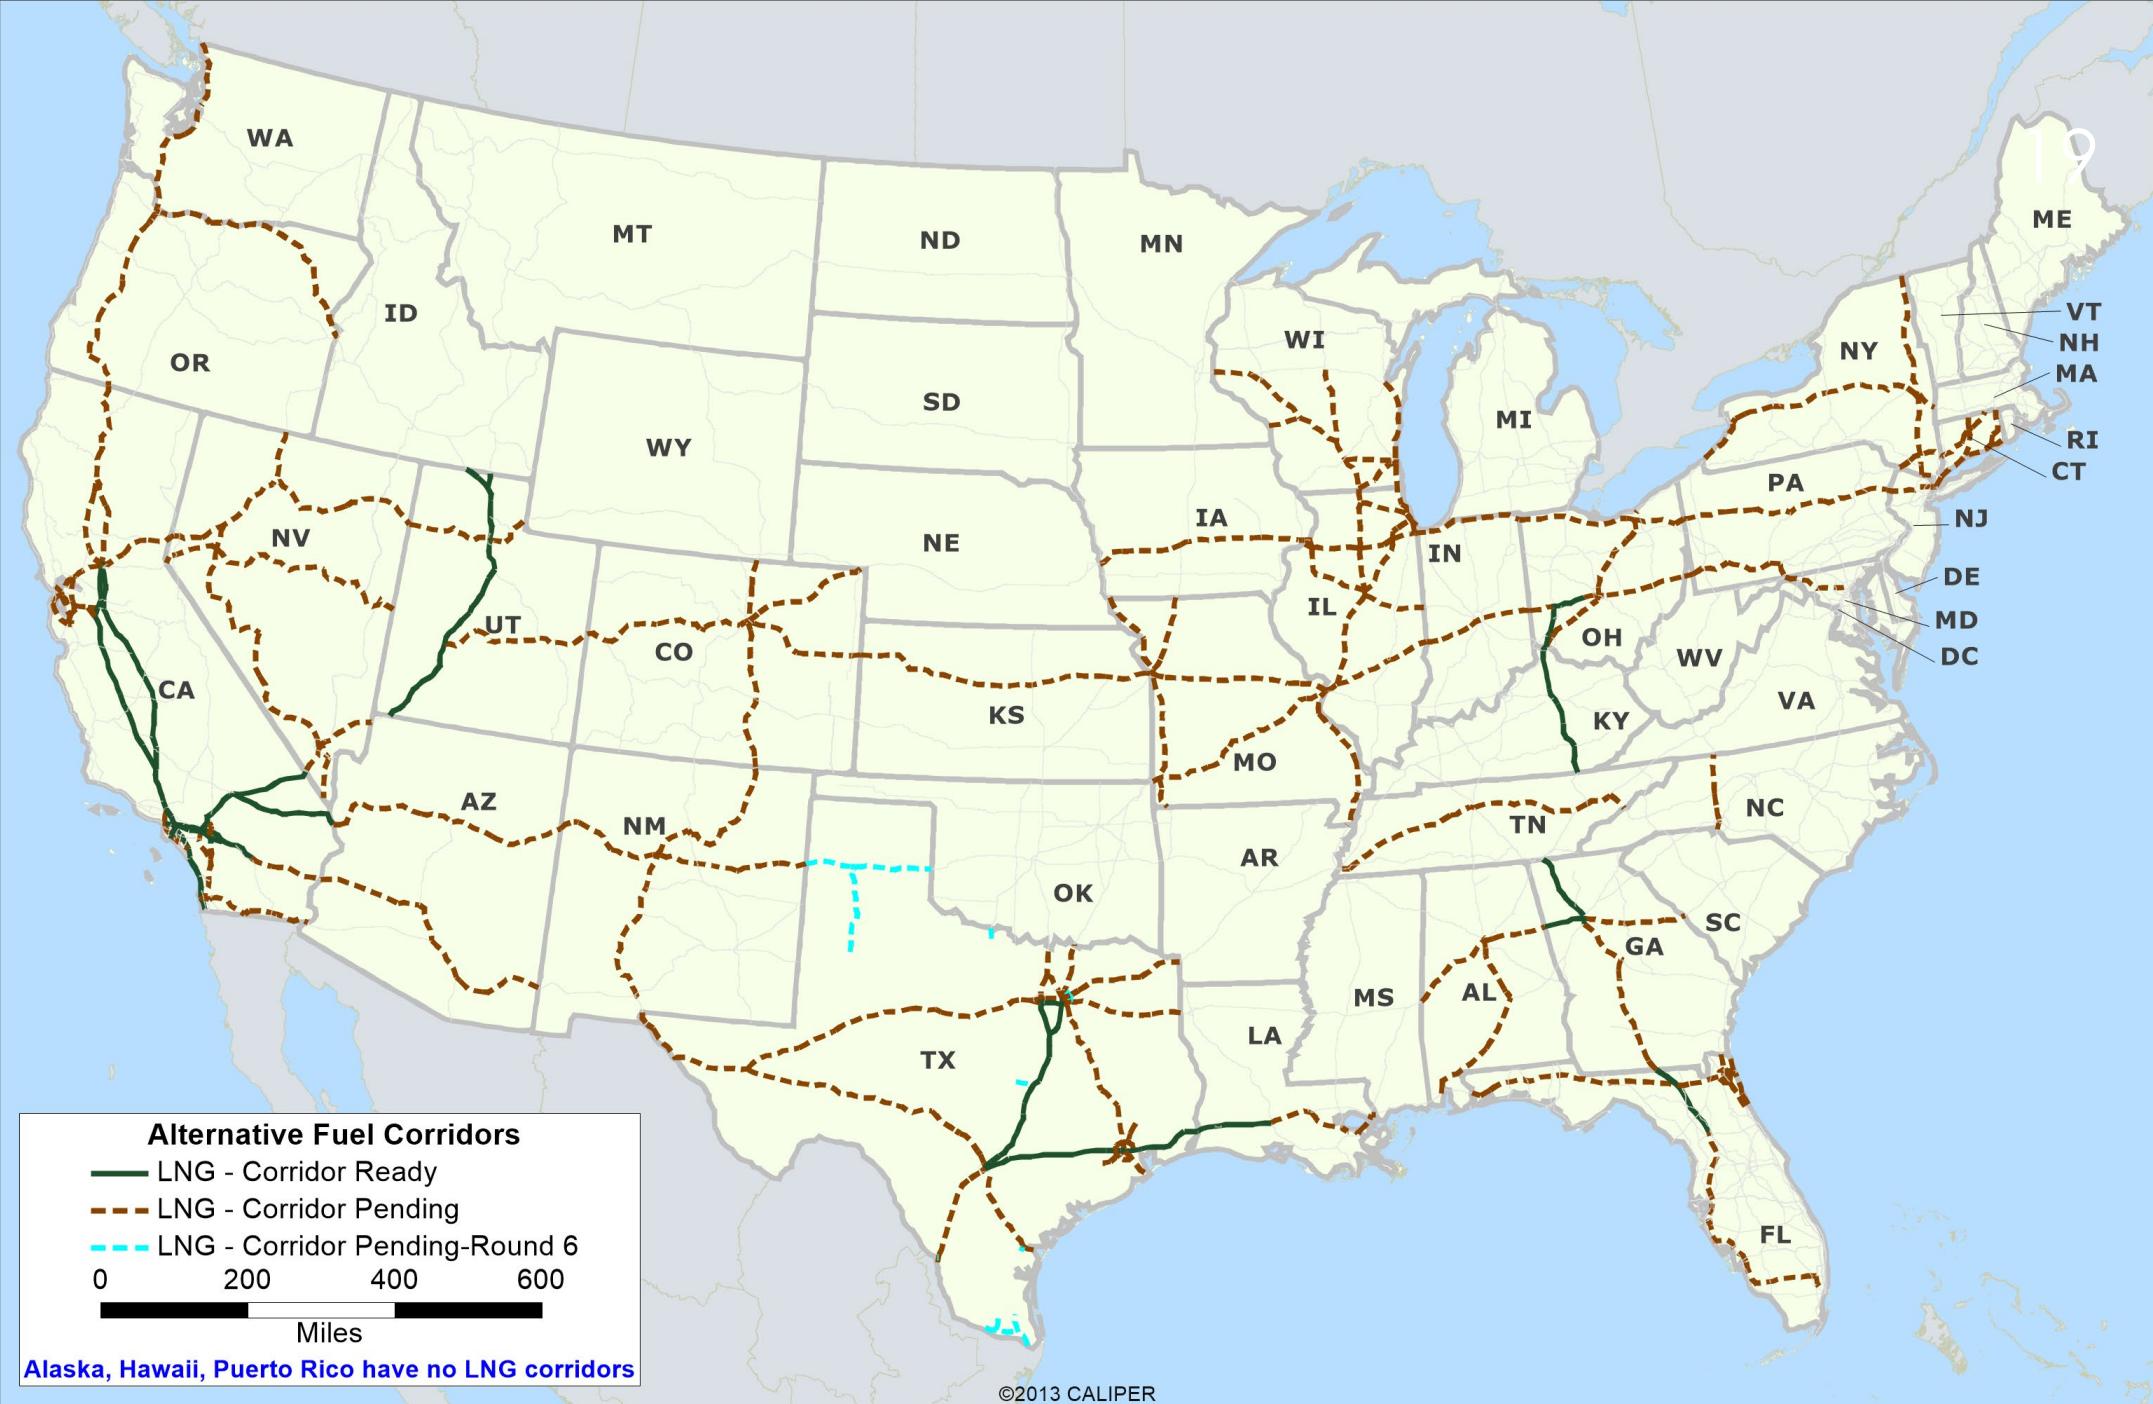 19
WA
ME
MT
ND
MN
VT
ID
WI
NH
NY
OR
MA
SD
MI
RI
WY
CT
PA
IA
NJ
NV
NE
IN
DE
IL
MD
UT
OH
CO
DC
WV
CA
VA
KS
KY
MO
AZ
NC
NM
TN
AR
OK
SC
GA
MS
AL
LA
TX
FL
Alternative Fuel Corridors
LNG - Corridor Ready
LNG - Corridor Pending
LNG - Corridor Pending-Round 6
0 200 400 600
Miles
Alaska, Hawaii, Puerto Rico have no LNG corridors
©2013 CALIPER